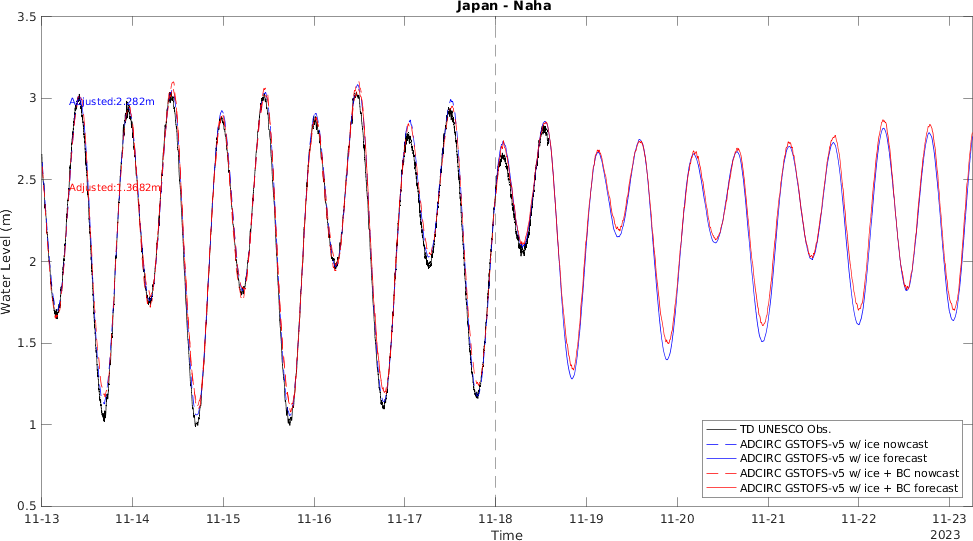 Japan - Naha
3.5
3
2.5
2
1.5
1
0.5
Water Level (m)
Adjusted:2.282m
Adjusted:1.3682m
TD UNESCO Obs.
ADCIRC GSTOFS-v5 w/ ice nowcast
ADCIRC GSTOFS-v5 w/ ice forecast
ADCIRC GSTOFS-v5 w/ ice + BC nowcast
ADCIRC GSTOFS-v5 w/ ice + BC forecast
11-13 11-14 11-15 11-16 11-17 11-18 11-19 11-20 11-21 11-22 11-23
Time
2023